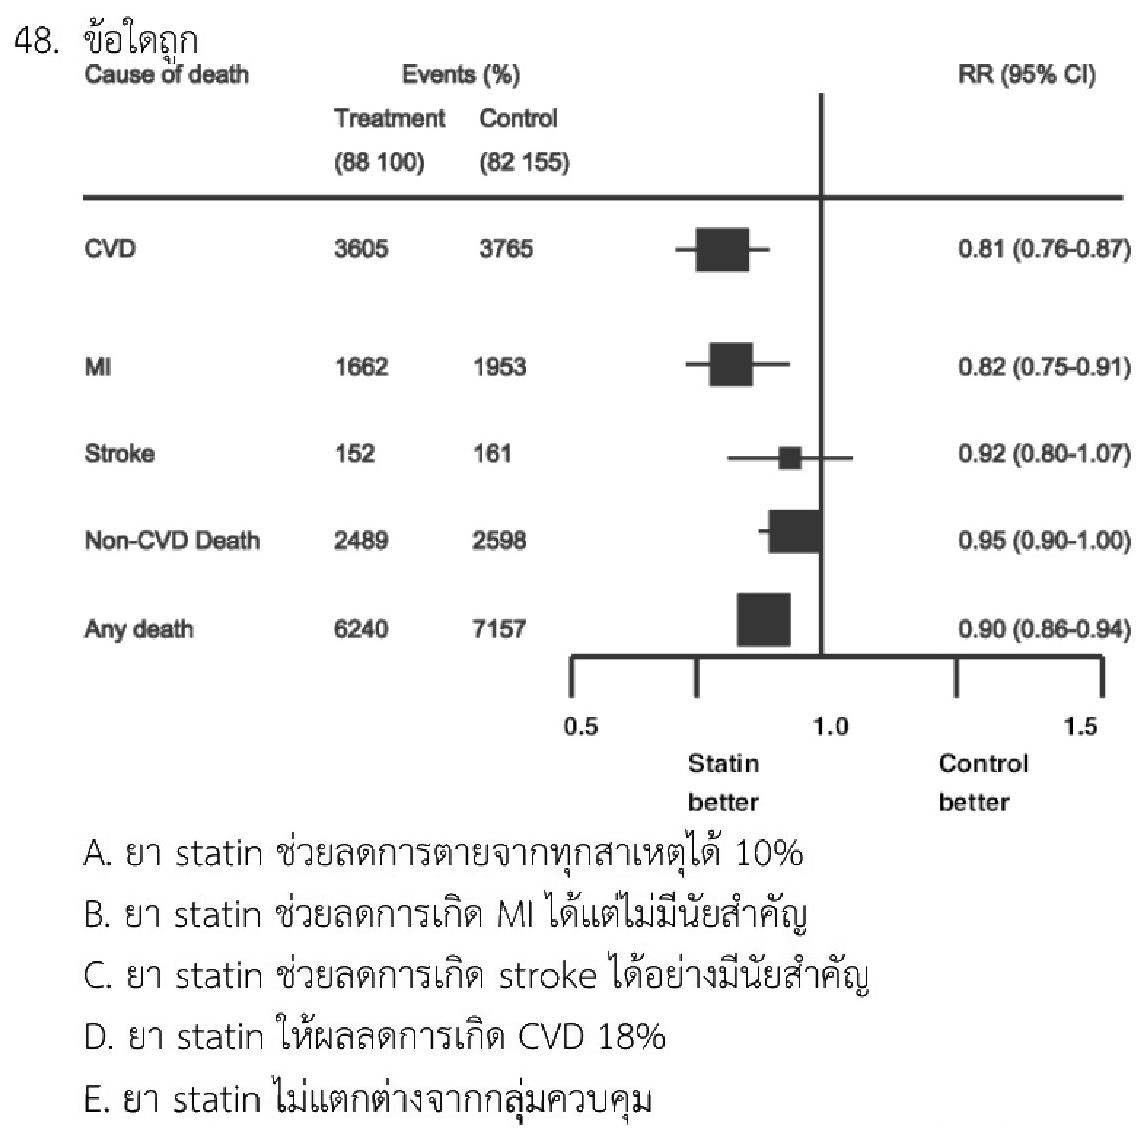 48. ข้อใดถูก
Cause of death Events (%) RR (95% CI)
Treatment Control
(88 100) (82 155)
CVD 3605 3765 0.81 (0.76-0.87)
MI 1662 1953 0.82 (0.75-0.91)
Stroke 152 161 0.92 (0.80-1.07)
Non-CVD Death 2489 2598 0.95 (0.90-1.00)
Any death 6240 7157 0.90 (0.86-0.94)
0.5 1.0 1.5
Statin Control
better better
A. ยา statin ช่วยลดการตายจากทุกสาเหตุได้ 10%
B. ยา statin ช่วยลดการเกิด MI ได้แต่ไม่มีนัยสำคัญ
C. ยา statin ช่วยลดการเกิด stroke ได้อย่างมีนัยสำคัญ
D. ยา statin ให้ผลลดการเกิด CVD 18%
E. ยา statin ไม่แตกต่างจากกลุ่มควบคุม